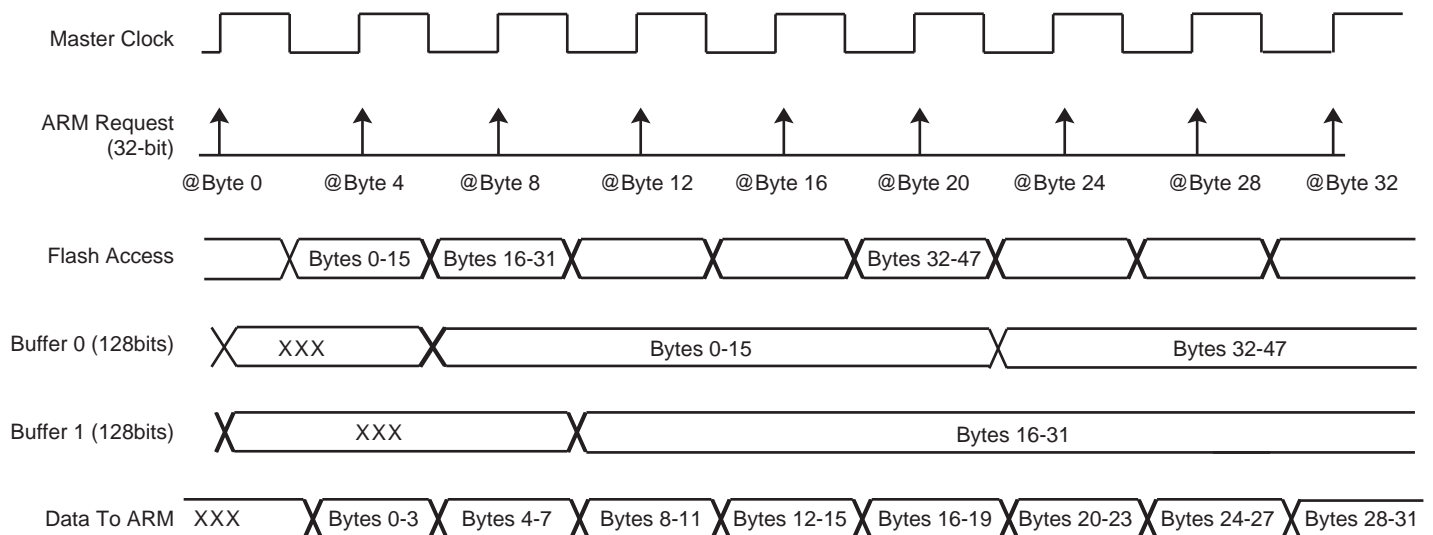 Master Clock
ARM Request
(32-bit)
@Byte 0 @Byte 4 @Byte 8 @Byte 12 @Byte 16 @Byte 20 @Byte 24 @Byte 28 @Byte 32
Flash Access Bytes 0-15 Bytes 16-31 Bytes 32-47
Buffer 0 (128bits) XXX Bytes 0-15 Bytes 32-47
Buffer 1 (128bits) XXX Bytes 16-31
Data To ARM XXX Bytes 0-3 Bytes 4-7 Bytes 8-11 Bytes 12-15 Bytes 16-19 Bytes 20-23 Bytes 24-27 Bytes 28-31